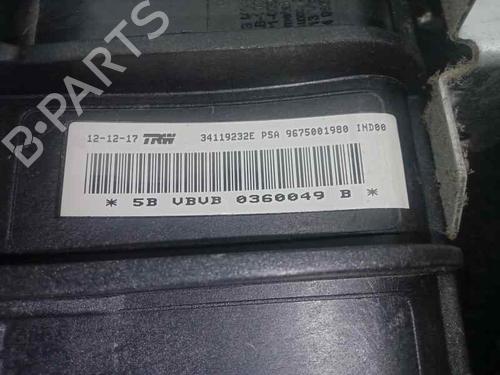 12-12-17 TRW 34119232E PSA 9675001980 IND00
* 5B VBVB 0360049 B *
B-PARTS